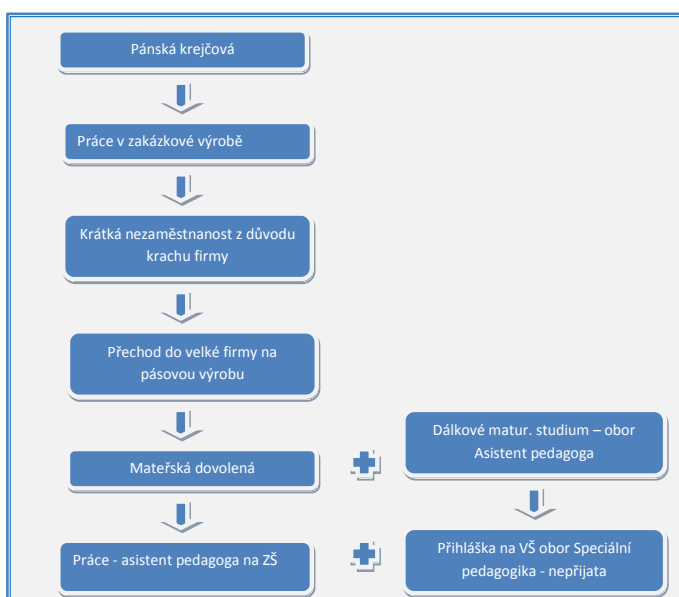 Pánská krejčová
Práce v zakázkové výrobě
Krátká nezaměstnanost z důvodu
krachu firmy
Přechod do velké firmy na
pásovou výrobu
Mateřská dovolená
Dálkové matur. studium – obor
Asistent pedagoga
Práce - asistent pedagoga na ZŠ
Přihláška na VŠ obor Speciální
pedagogika - nepřijata